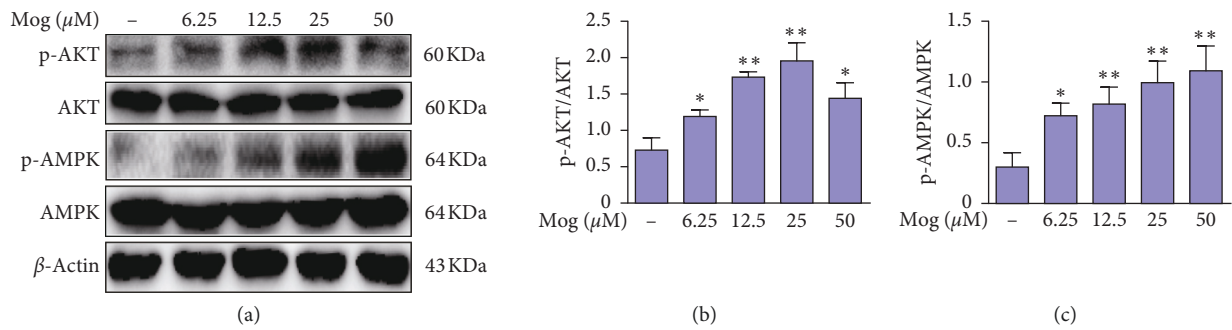 Mog (μM) – 6.25 12.5 25 50
p-AKT 60 KDa
AKT 60 KDa
p-AMPK 64 KDa
AMPK 64 KDa
β-Actin 43 KDa
(a)
p-AKT/AKT
2.5
2.0
1.5
1.0
0.5
0
* ** ** *
Mog (μM) – 6.25 12.5 25 50
(b)
p-AMPK/AMPK
1.5
1.0
0.5
0.0
* ** ** **
Mog (μM) – 6.25 12.5 25 50
(c)